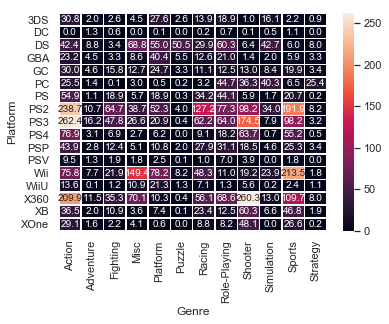 Platform
3DS 30.8 2.0 2.6 4.5 27.6 2.6 13.9 18.9 1.0 16.1 2.2 0.9
DC 0.0 1.3 0.6 0.0 0.1 0.0 0.2 0.7 0.1 0.5 1.1 0.0
DS 42.4 8.8 3.4 68.8 55.0 50.5 29.9 60.3 6.4 42.7 6.0 8.0
GBA 23.2 4.5 3.3 8.6 40.4 5.5 12.6 21.0 1.4 2.0 5.9 3.3
GC 30.0 4.6 15.8 12.7 24.7 3.3 11.1 12.5 13.0 8.4 19.9 3.4
PC 25.5 1.4 0.1 3.0 0.3 0.2 40.3 6.5 25.4
PS 54.9 1.1 18.9 5.7 18.9 0.3 34.2 44.1 5.9 1.7 20.7 0.2
PS2 238.7 10.7 64.7 38.7 52.3 4.0 127.2 77.3 98.2 34.0 191.9 8.2
PS3 262.4 16.2 47.8 26.6 20.9 0.4 62.2 64.0 174.5 7.9 98.2 3.2
PS4 76.9 3.1 6.9 2.7 6.2 0.0 9.1 18.2 63.7 0.7 55.2 0.5
PSP 43.9 2.8 12.4 5.1 10.8 2.0 27.9 31.1 18.5 4.6 25.3 3.4
PSV 9.5 1.3 1.9 1.8 2.5 0.1 1.0 7.0 3.9 0.0 1.8 0.0
Wii 75.8 7.7 21.9 149.4 78.2 8.2 48.3 11.0 19.2 23.9 213.5 1.8
WiiU 13.6 0.1 1.2 10.9 21.3 1.3 7.1 1.3 5.6 0.2 2.4 1.1
X360 209.9 11.5 35.3 70.1 10.3 0.4 56.1 68.6 260.3 13.0 109.7 8.0
XB 36.5 2.0 10.9 3.6 7.4 0.1 23.4 12.5 60.3 6.6 46.8 1.9
XOne 29.1 1.6 2.2 4.1 0.6 0.0 8.8 8.2 48.1 0.0 26.6 0.2
Action Adventure Fighting Misc Platform Puzzle Racing Role-Playing Shooter Simulation Sports Strategy
Genre
250
200
150
100
50
0